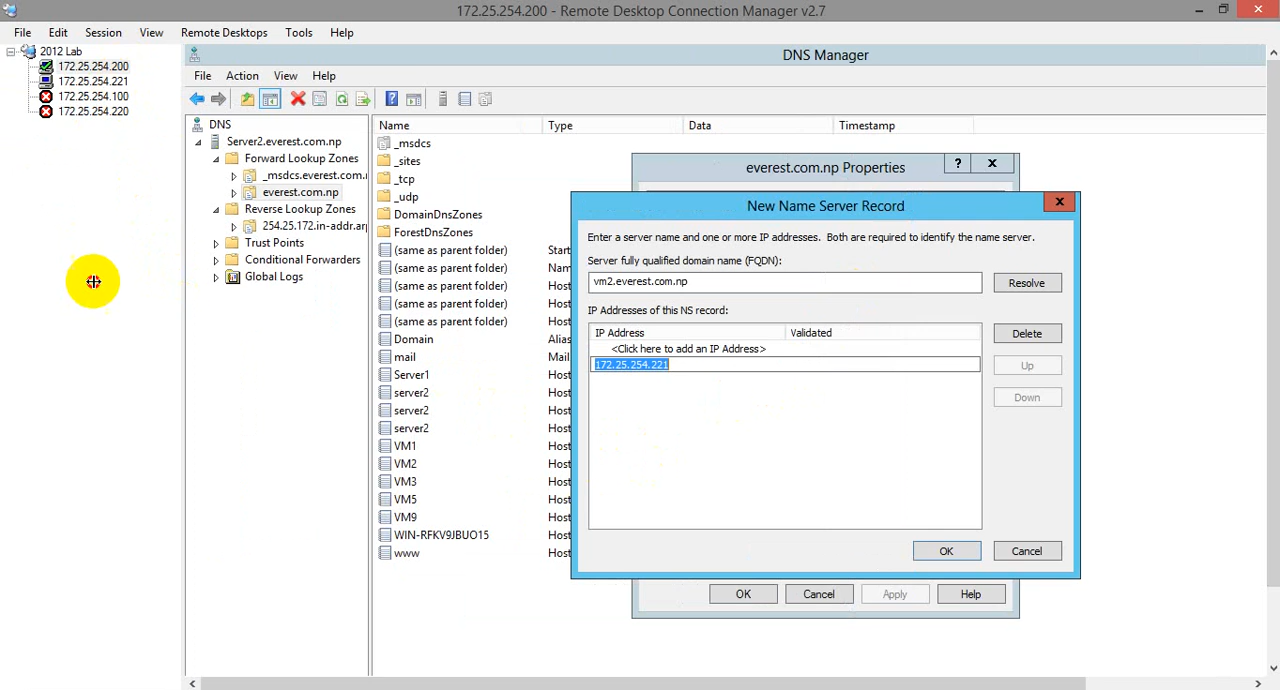 172.25.254.200 - Remote Desktop Connection Manager v2.7
File Edit Session View Remote Desktops Tools Help
2012 Lab
172.25.254.200
172.25.254.221
172.25.254.100
172.25.254.220
DNS Manager
File Action View Help
DNS
Server2.everest.com.np
Forward Lookup Zones
_msdcs.everest.com.n
everest.com.np
Reverse Lookup Zones
254.25.172.in-addr.arp
Trust Points
Conditional Forwarders
Global Logs
Name Type Data Timestamp
_msdcs
_sites
_tcp
_udp
DomainDnsZones
ForestDnsZones
(same as parent folder) Start
(same as parent folder) Nam
(same as parent folder) Host
(same as parent folder) Host
(same as parent folder) Host
Domain Alias
mail Mail
Server1 Host
server2 Host
server2 Host
server2 Host
VM1 Host
VM2 Host
VM3 Host
VM5 Host
VM9 Host
WIN-RFKV9JBUO15 Host
www Host
everest.com.np Properties
?
New Name Server Record
Enter a server name and one or more IP addresses. Both are required to identify the name server.
Server fully qualified domain name (FQDN):
vm2.everest.com.np
Resolve
IP Addresses of this NS record:
IP Address Validated
<Click here to add an IP Address>
172.25.254.221
Delete
Up
Down
OK Cancel
OK Cancel Apply Help